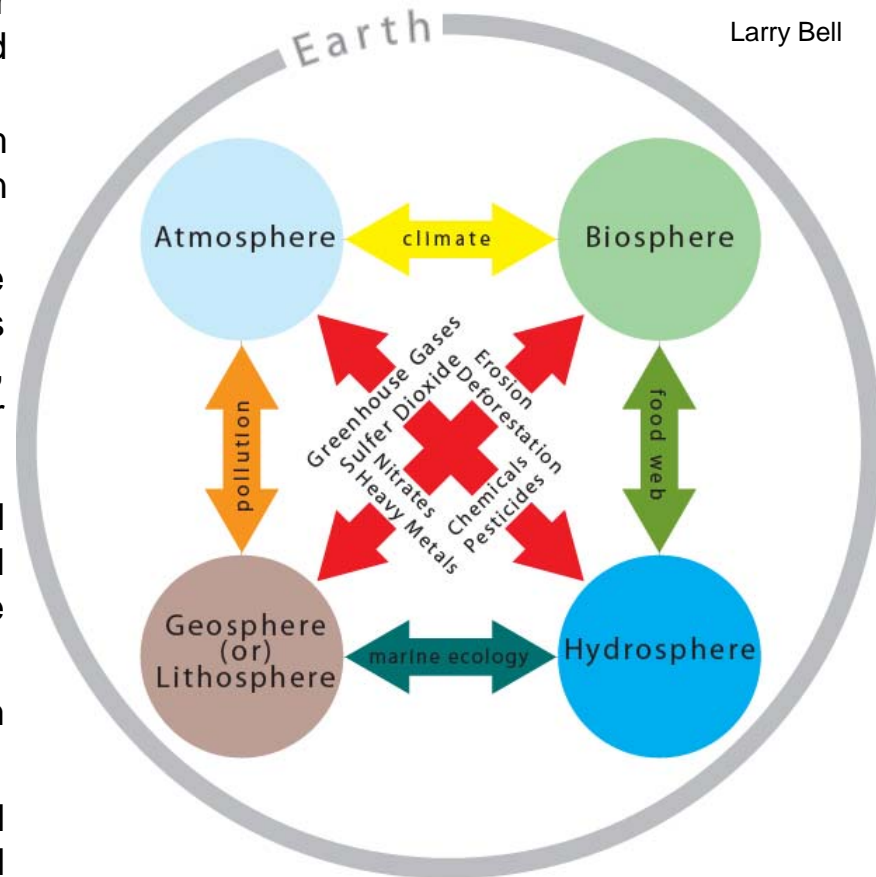 Larry Bell
Earth
Atmosphere
climate
Biosphere
Greenhouse Gases
Sulfer Dioxide
Erosion
Deforestation
pollution
food web
Nitrates
S Heavy Metals
Chemicals
Pesticides
Geosphere
(or)
Lithosphere
marine ecology
Hydrosphere